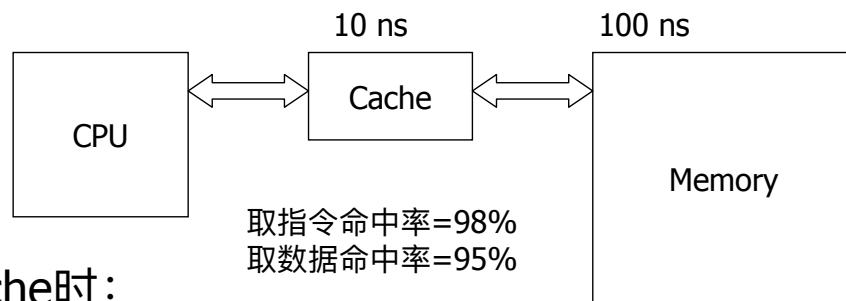 10 ns
100 ns
CPU
Cache
Memory
取指令命中率=98%
取数据命中率=95%
che时：